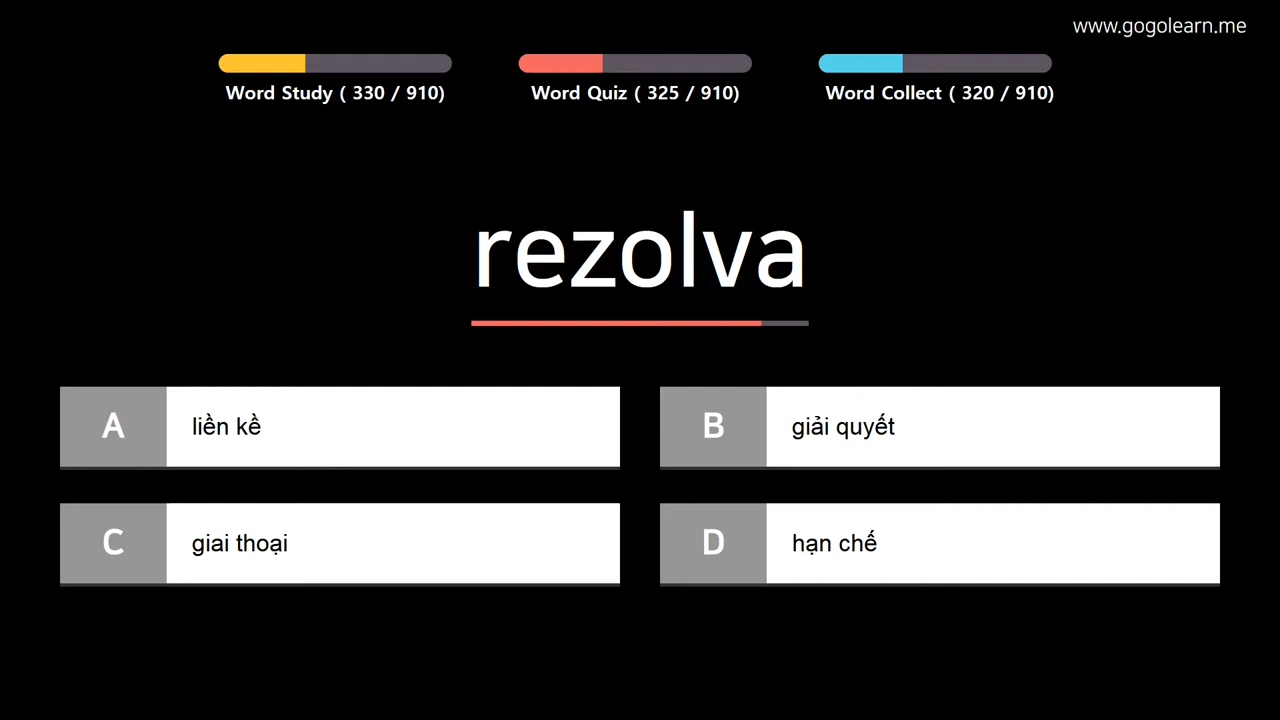 www.gogolearn.me
Word Study ( 330 / 910)
Word Quiz ( 325 / 910)
Word Collect ( 320 / 910)
rezolva
A liền kề
B giải quyết
C giai thoại
D hạn chế